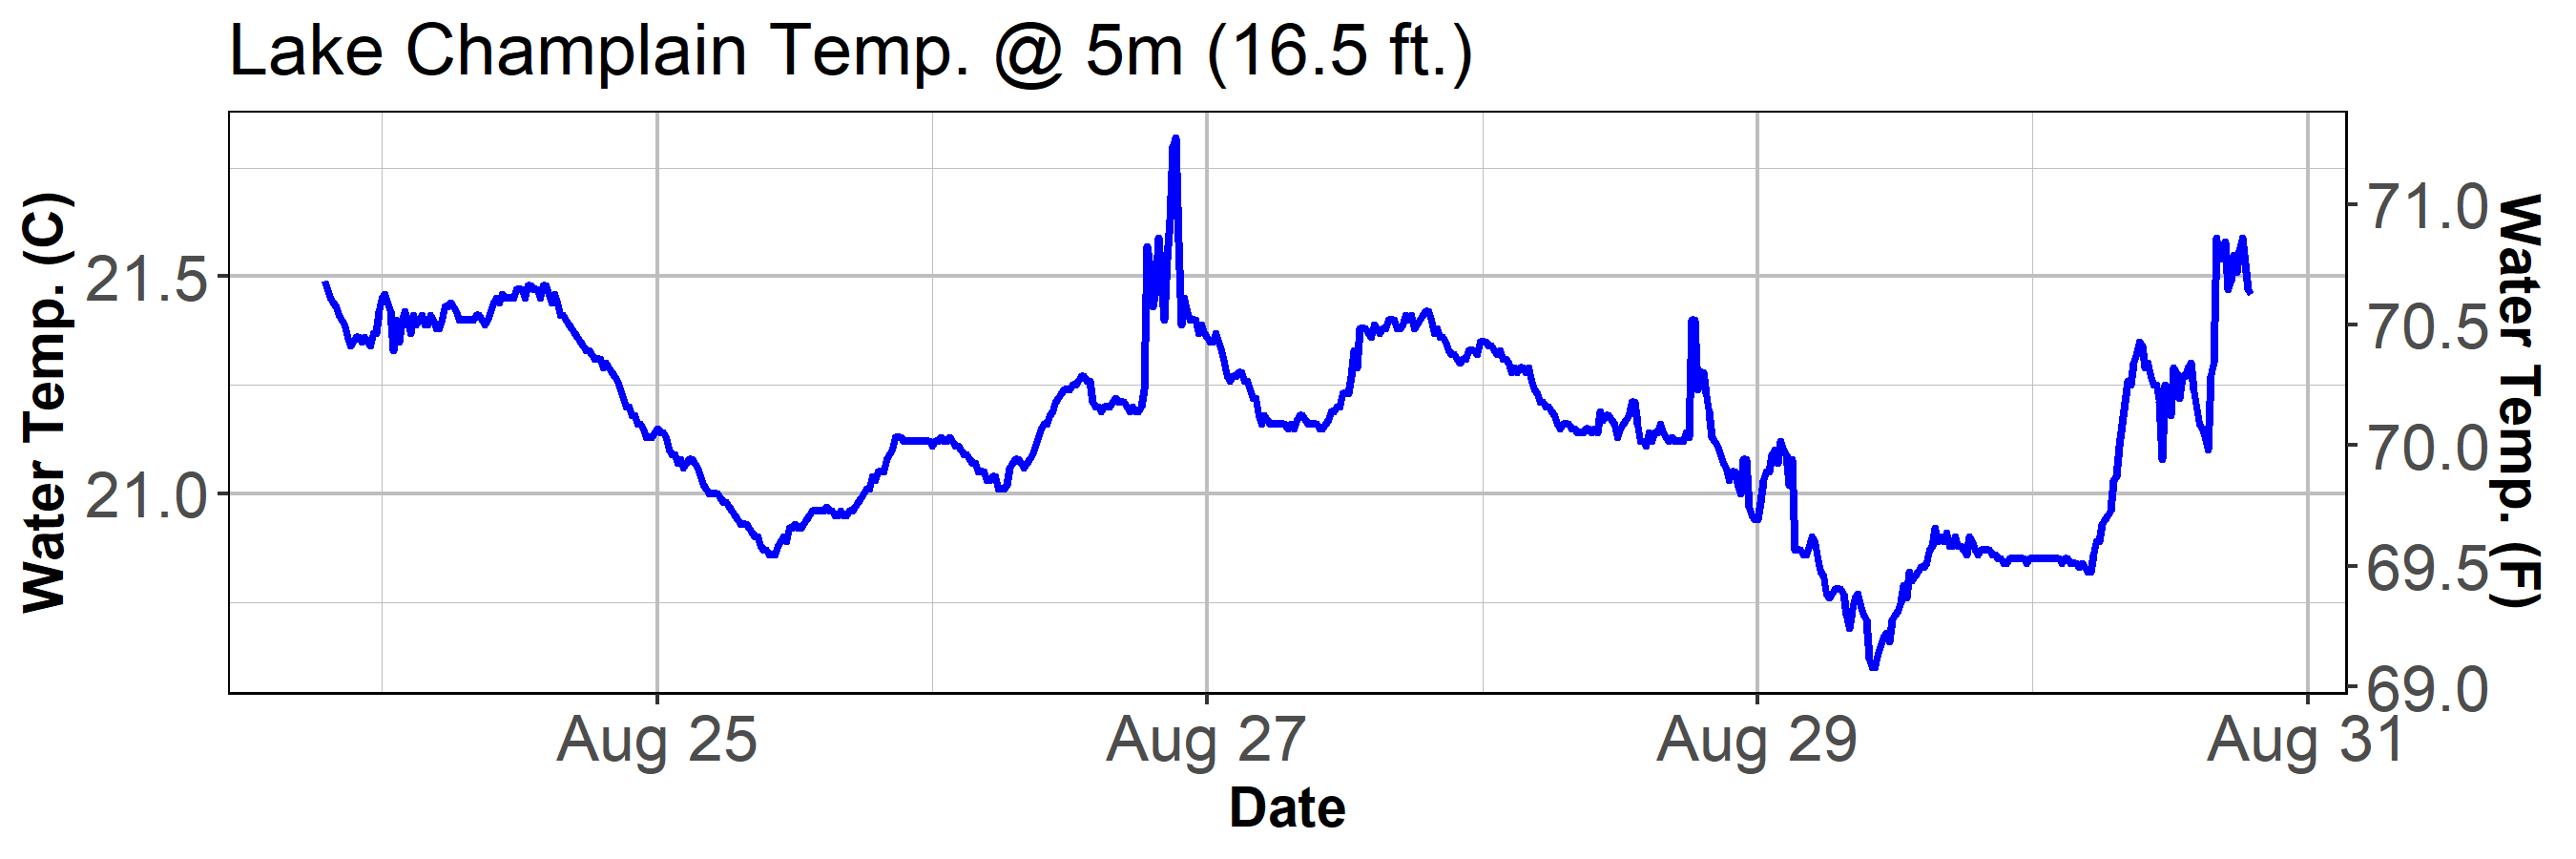 Lake Champlain Temp. @ 5m (16.5 ft.)
Water Temp. (C)
21.5
21.0
71.0
70.5
70.0
69.5
69.0
Water Temp. (F)
Aug 25
Aug 27
Aug 29
Aug 31
Date